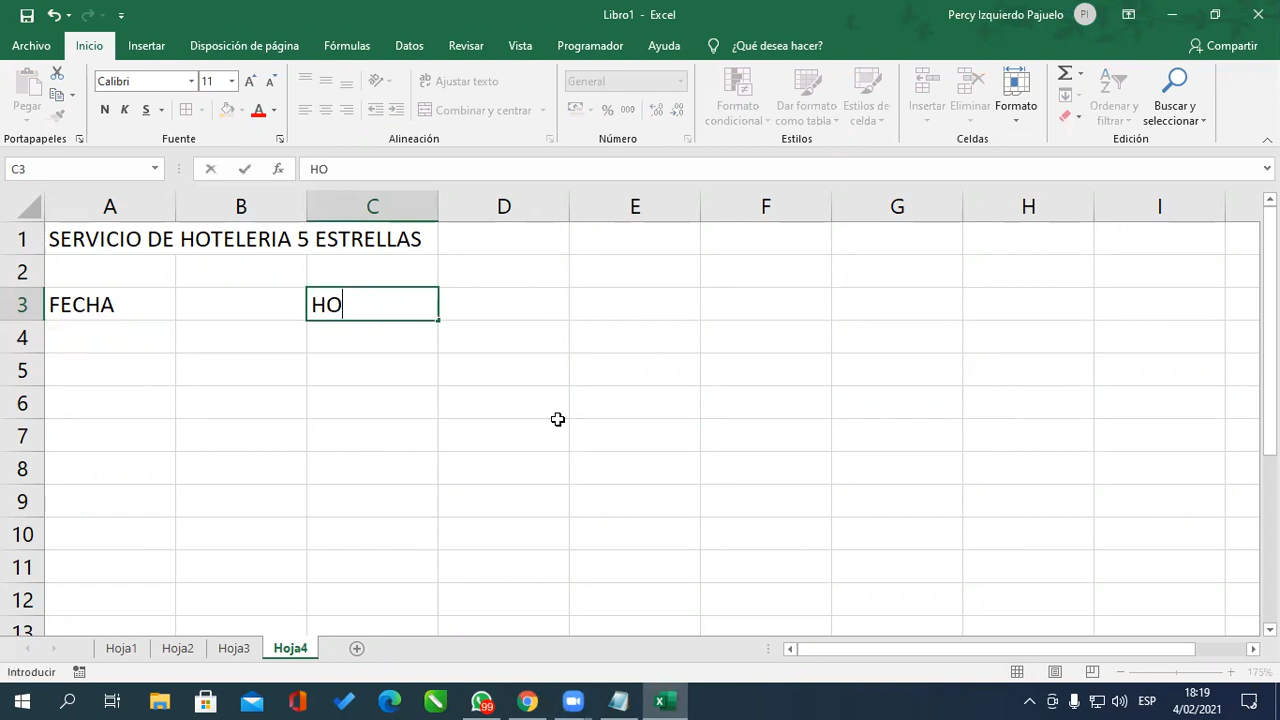 Libro1 - Excel
Percy Izquierdo Pajuelo
PI
Archivo
Inicio
Insertar
Disposición de página
Fórmulas
Datos
Revisar
Vista
Programador
Ayuda
¿Qué desea hacer?
Compartir
Pegar
Calibri
11
N K S
A
Ajustar texto
Combinar y centrar
General
% 000
Formato condicional
Dar formato como tabla
Estilos de celda
Insertar
Eliminar
Formato
Ordenar y filtrar
Buscar y seleccionar
Portapapeles
Fuente
Alineación
Número
Estilos
Celdas
Edición
C3
fx
HO
A B C D E F G H I
1 SERVICIO DE HOTELERIA 5 ESTRELLAS
2
3 FECHA HO
4
5
6
7
8
9
10
11
12
13
Hoja1 Hoja2 Hoja3 Hoja4
Introducir
175%
99
ESP
18:19
4/02/2021